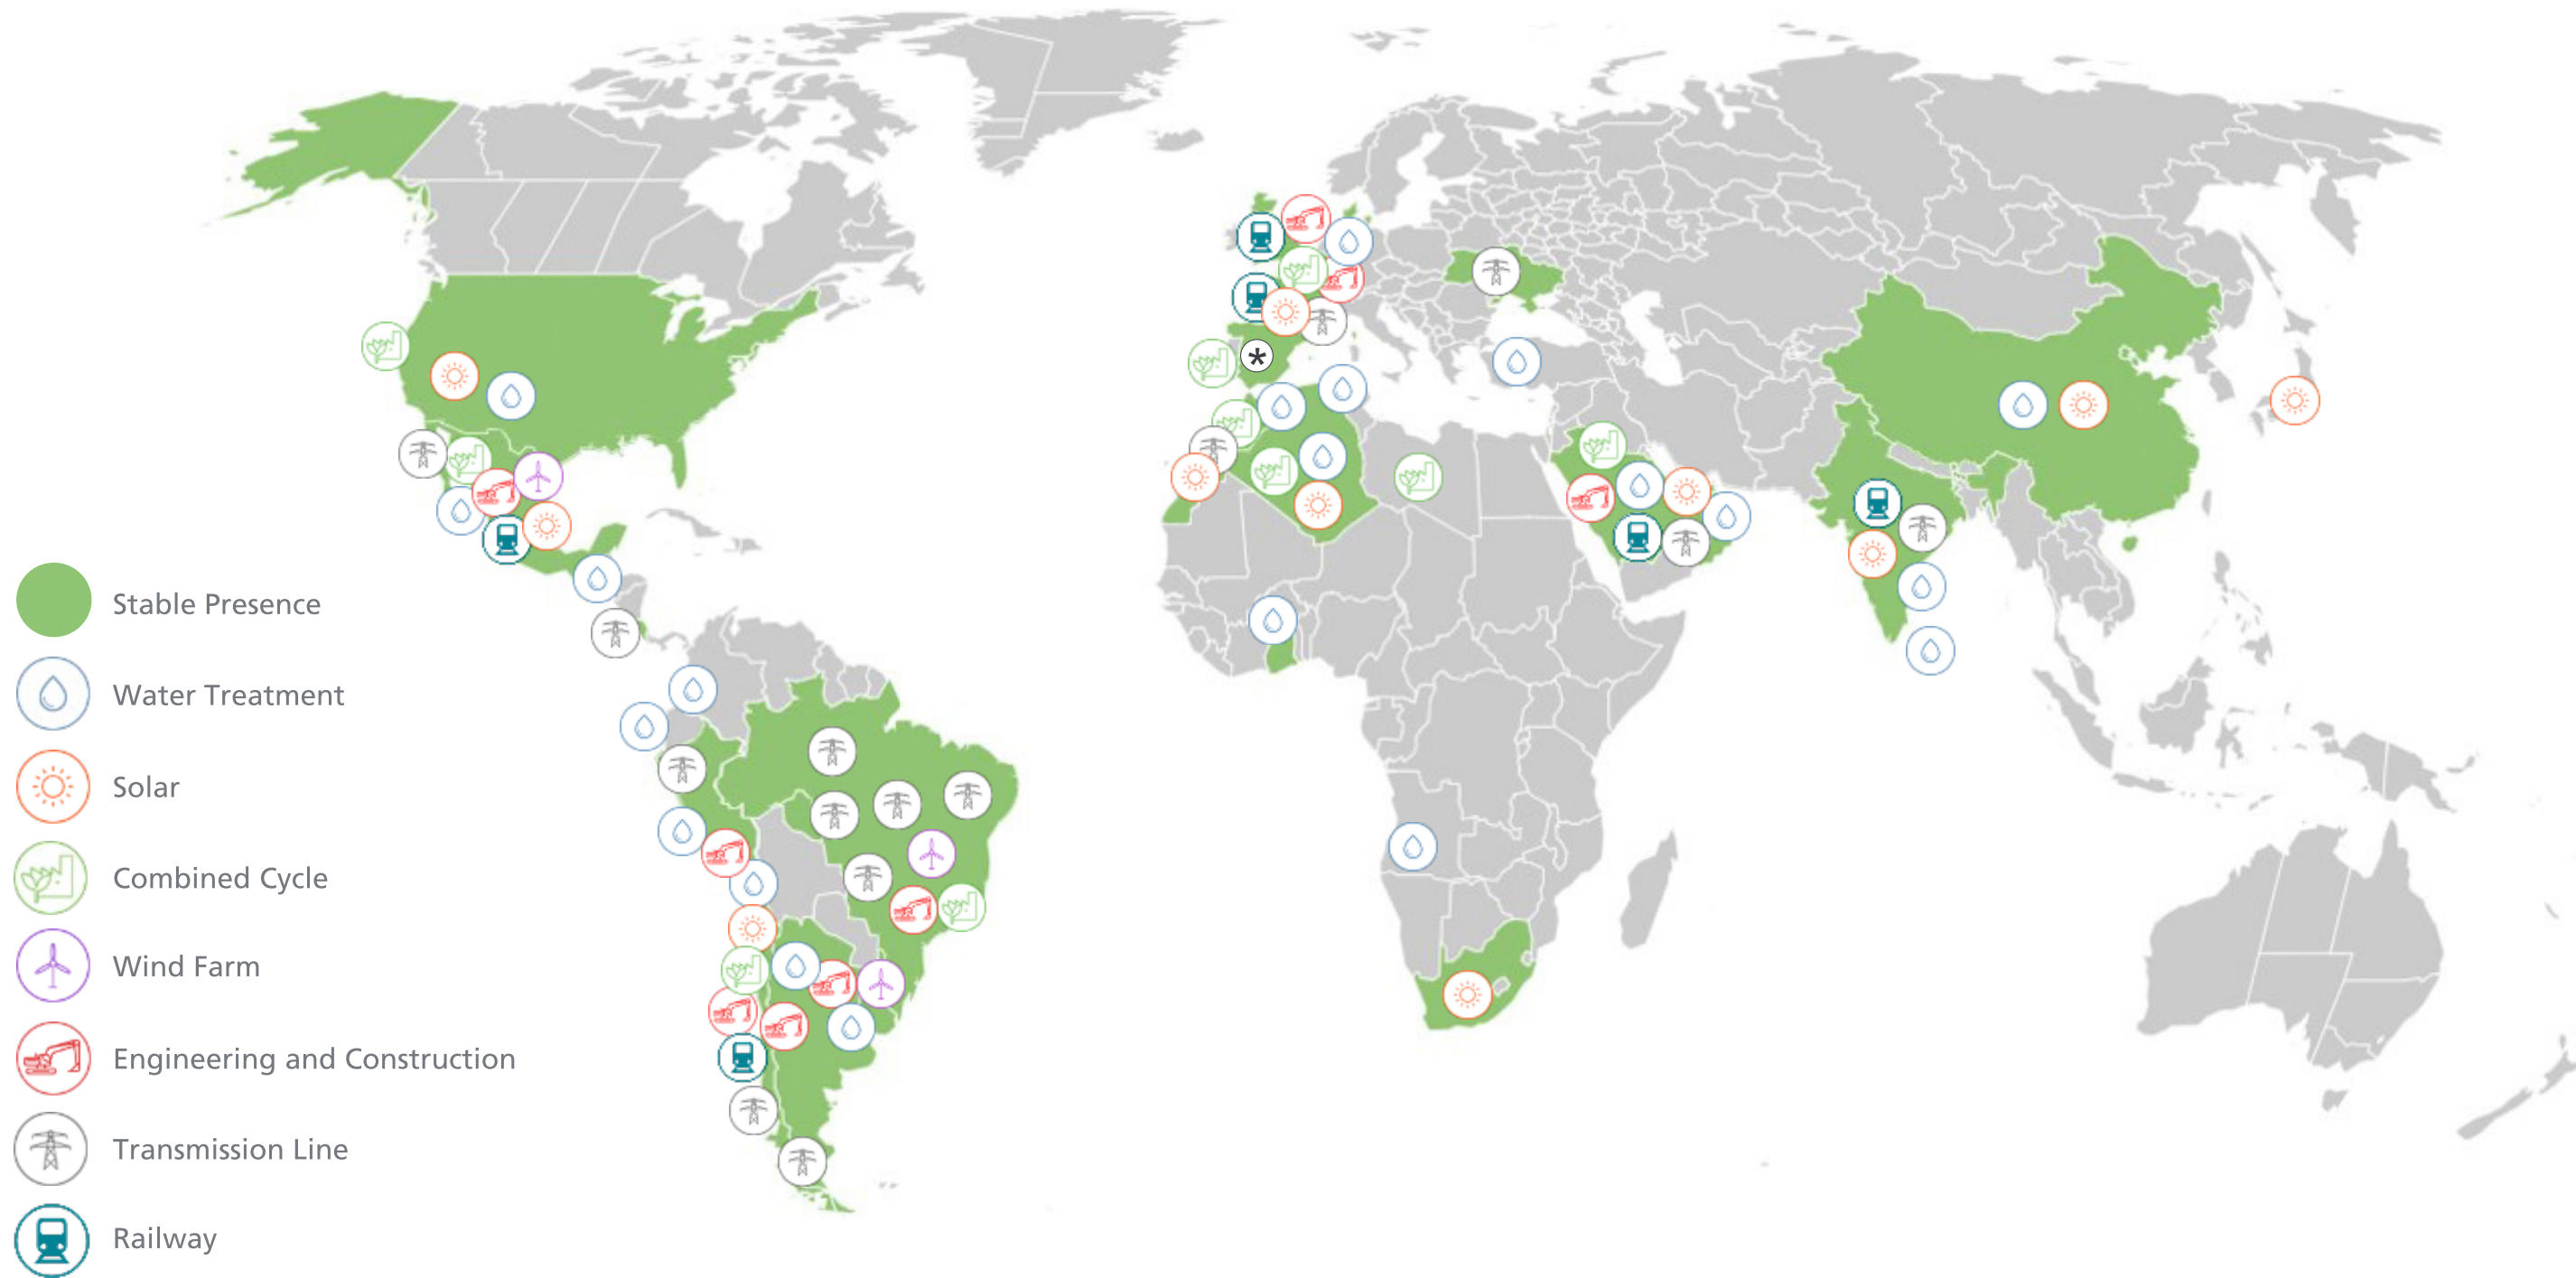 *
Stable Presence
Water Treatment
Solar
Combined Cycle
Wind Farm
Engineering and Construction
Transmission Line
Railway